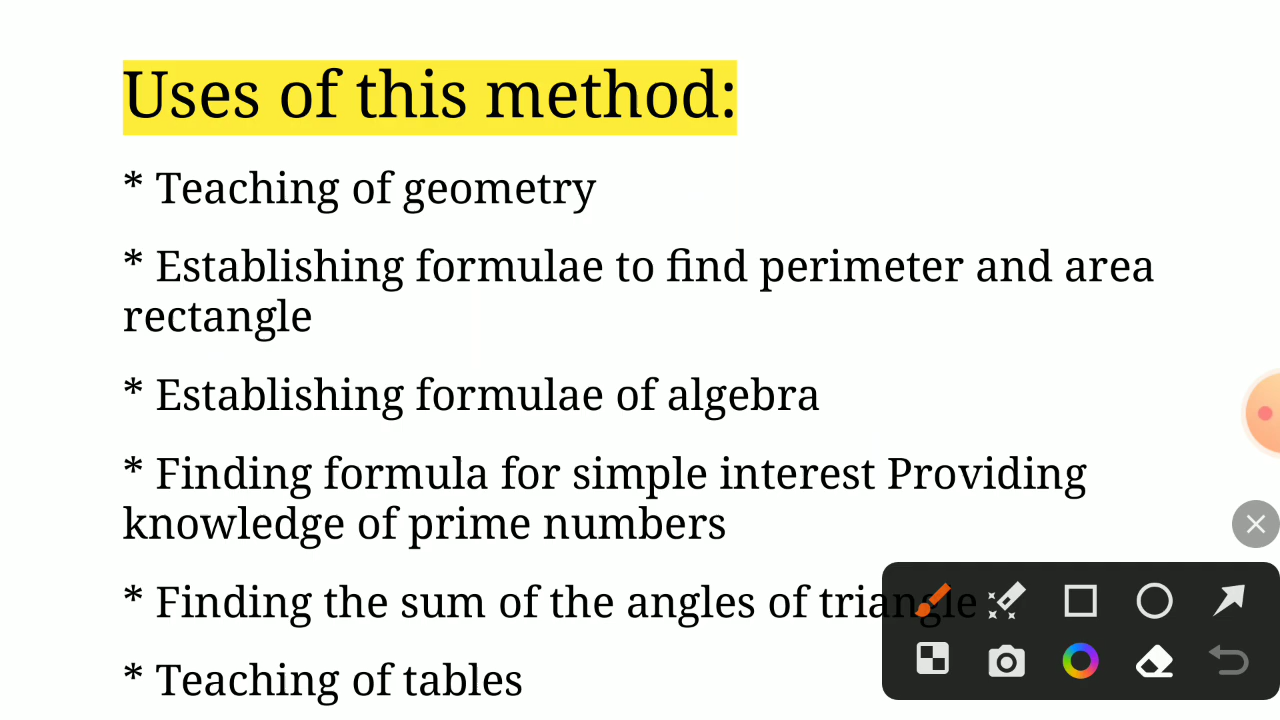 Uses of this method:
* Teaching of geometry
* Establishing formulae to find perimeter and area
rectangle
* Establishing formulae of algebra
* Finding formula for simple interest Providing
knowledge of prime numbers
* Finding the sum of the angles of triangle
* Teaching of tables